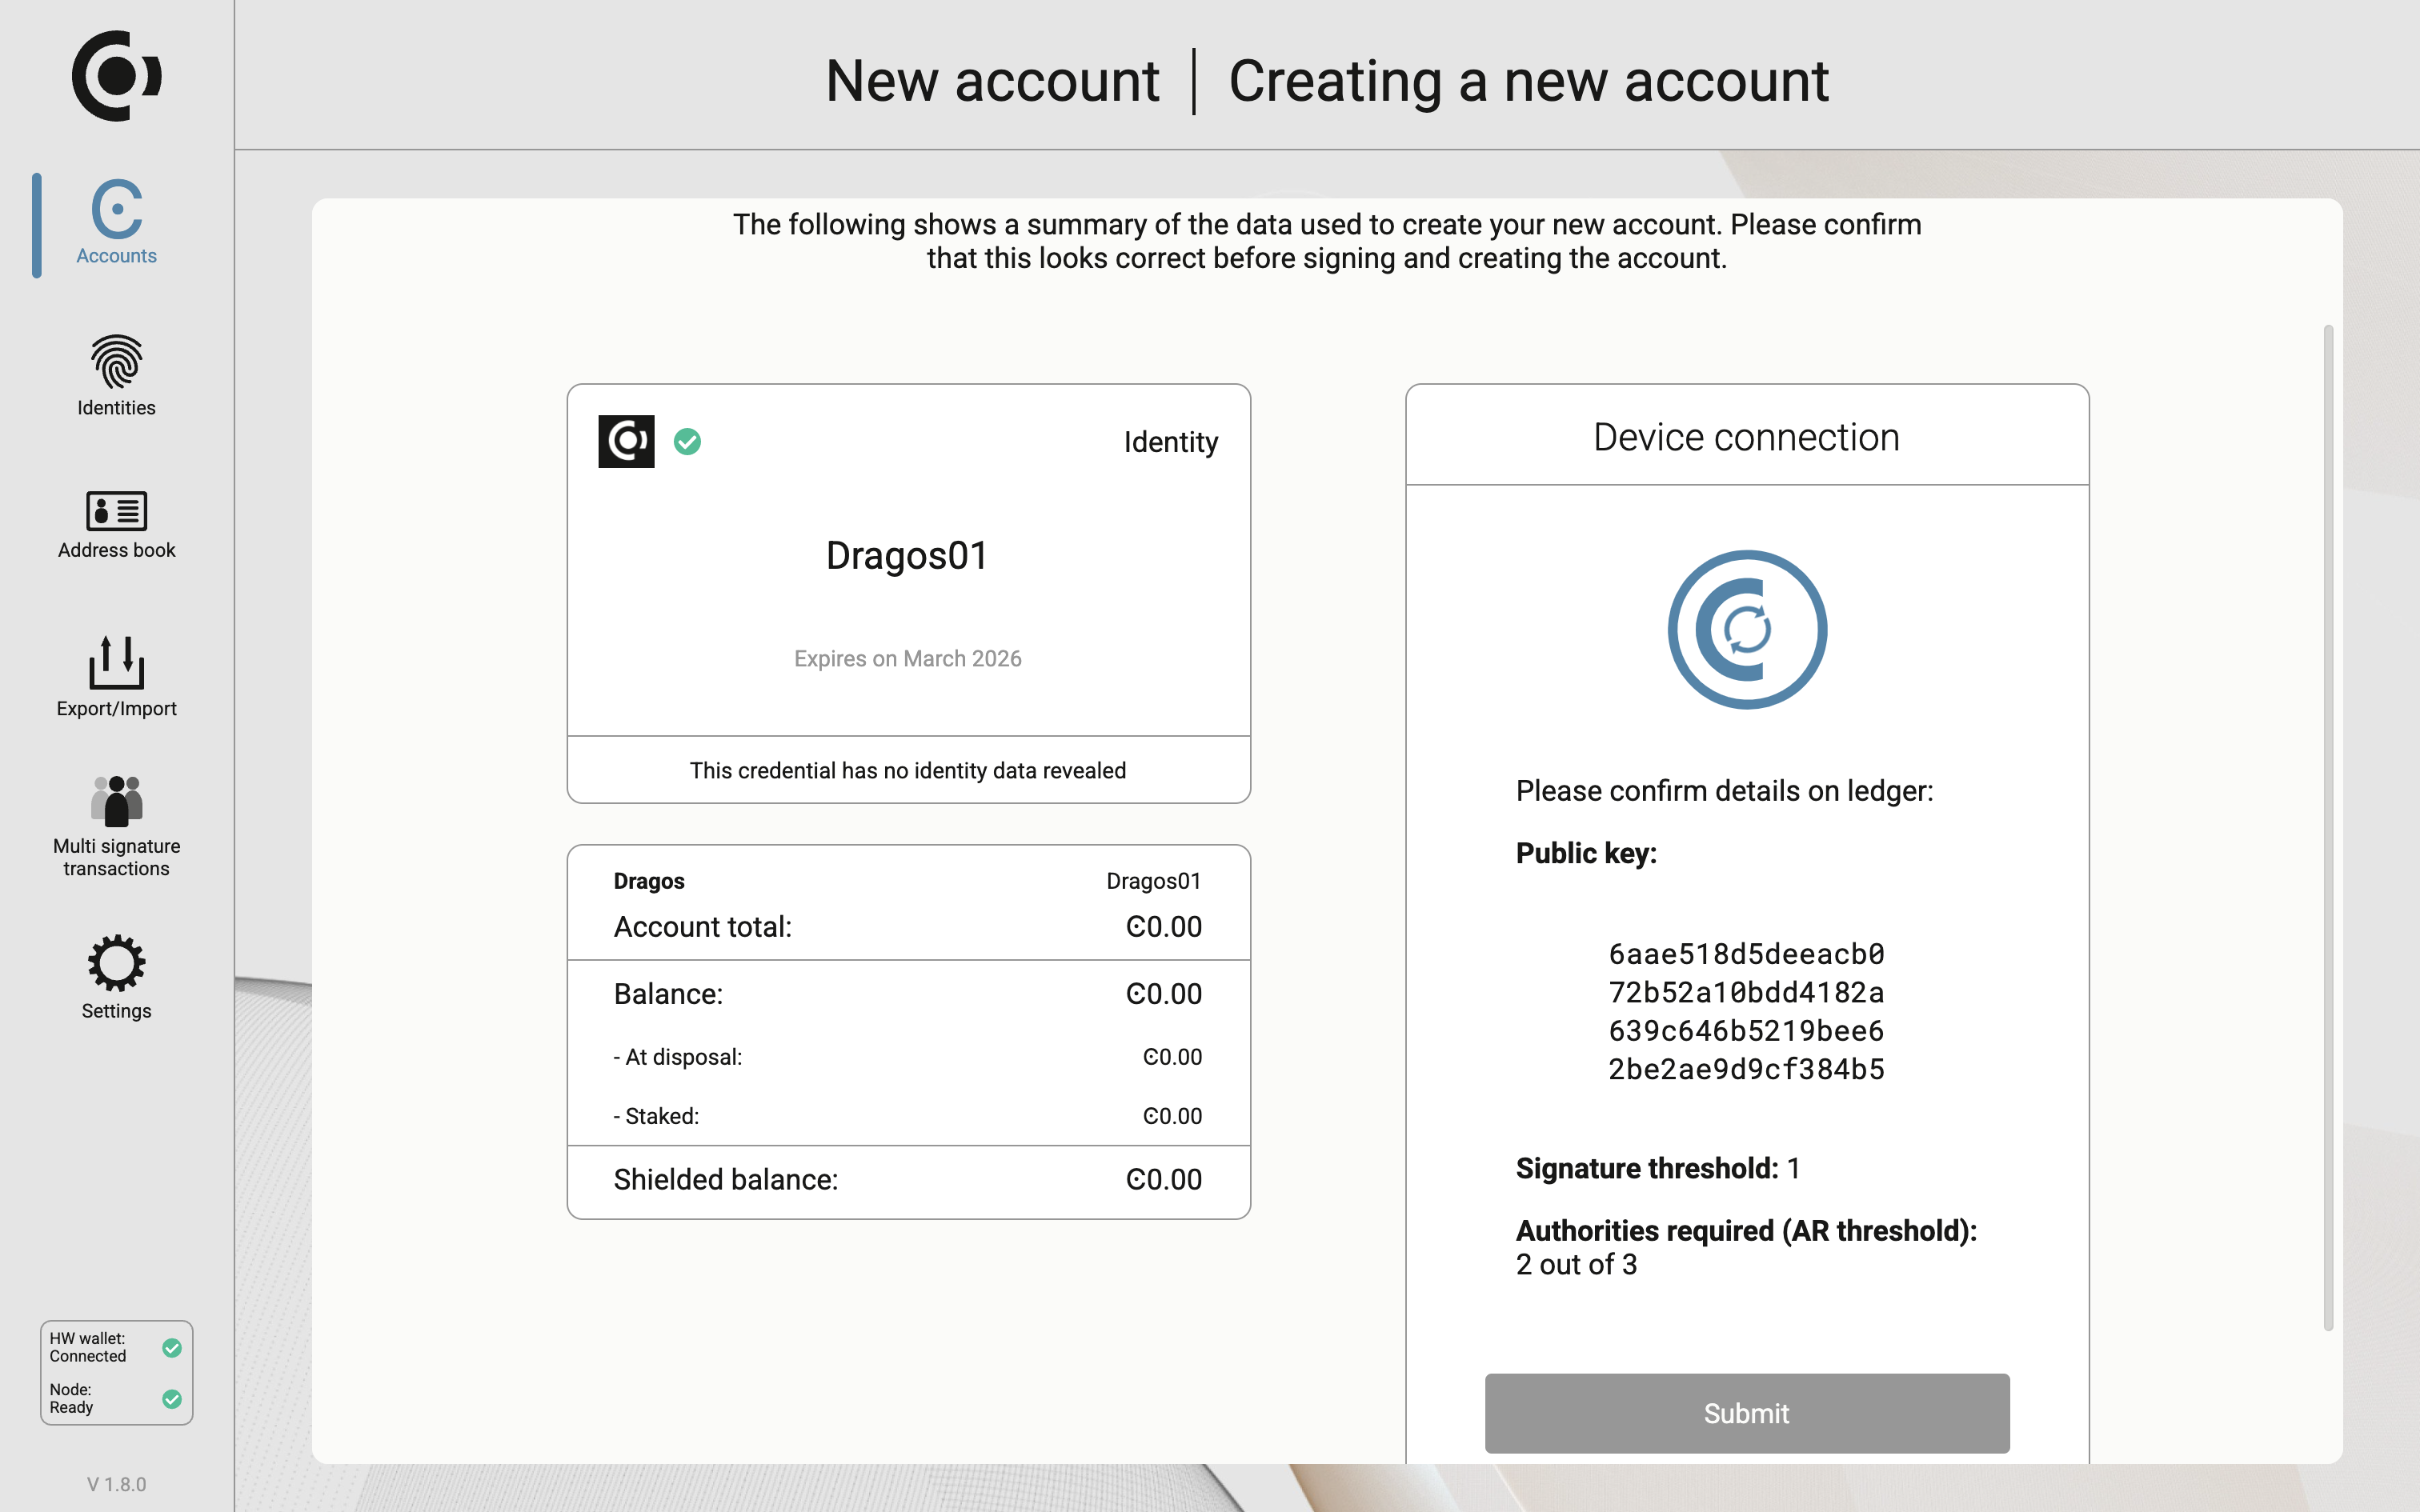 New account | Creating a new account
Accounts
Identities
Address book
Export/Import
Multi signature
transactions
Settings
HW wallet:
Connected
Node:
Ready
V 1.8.0
The following shows a summary of the data used to create your new account. Please confirm
that this looks correct before signing and creating the account.
Identity
Dragos01
Expires on March 2026
This credential has no identity data revealed
Dragos Dragos01
Account total: Ͼ0.00
Balance: Ͼ0.00
- At disposal: Ͼ0.00
- Staked: Ͼ0.00
Shielded balance: Ͼ0.00
Device connection
Please confirm details on ledger:
Public key:
6aae518d5deeacb0
72b52a10bdd4182a
639c646b5219bee6
2be2ae9d9cf384b5
Signature threshold: 1
Authorities required (AR threshold):
2 out of 3
Submit